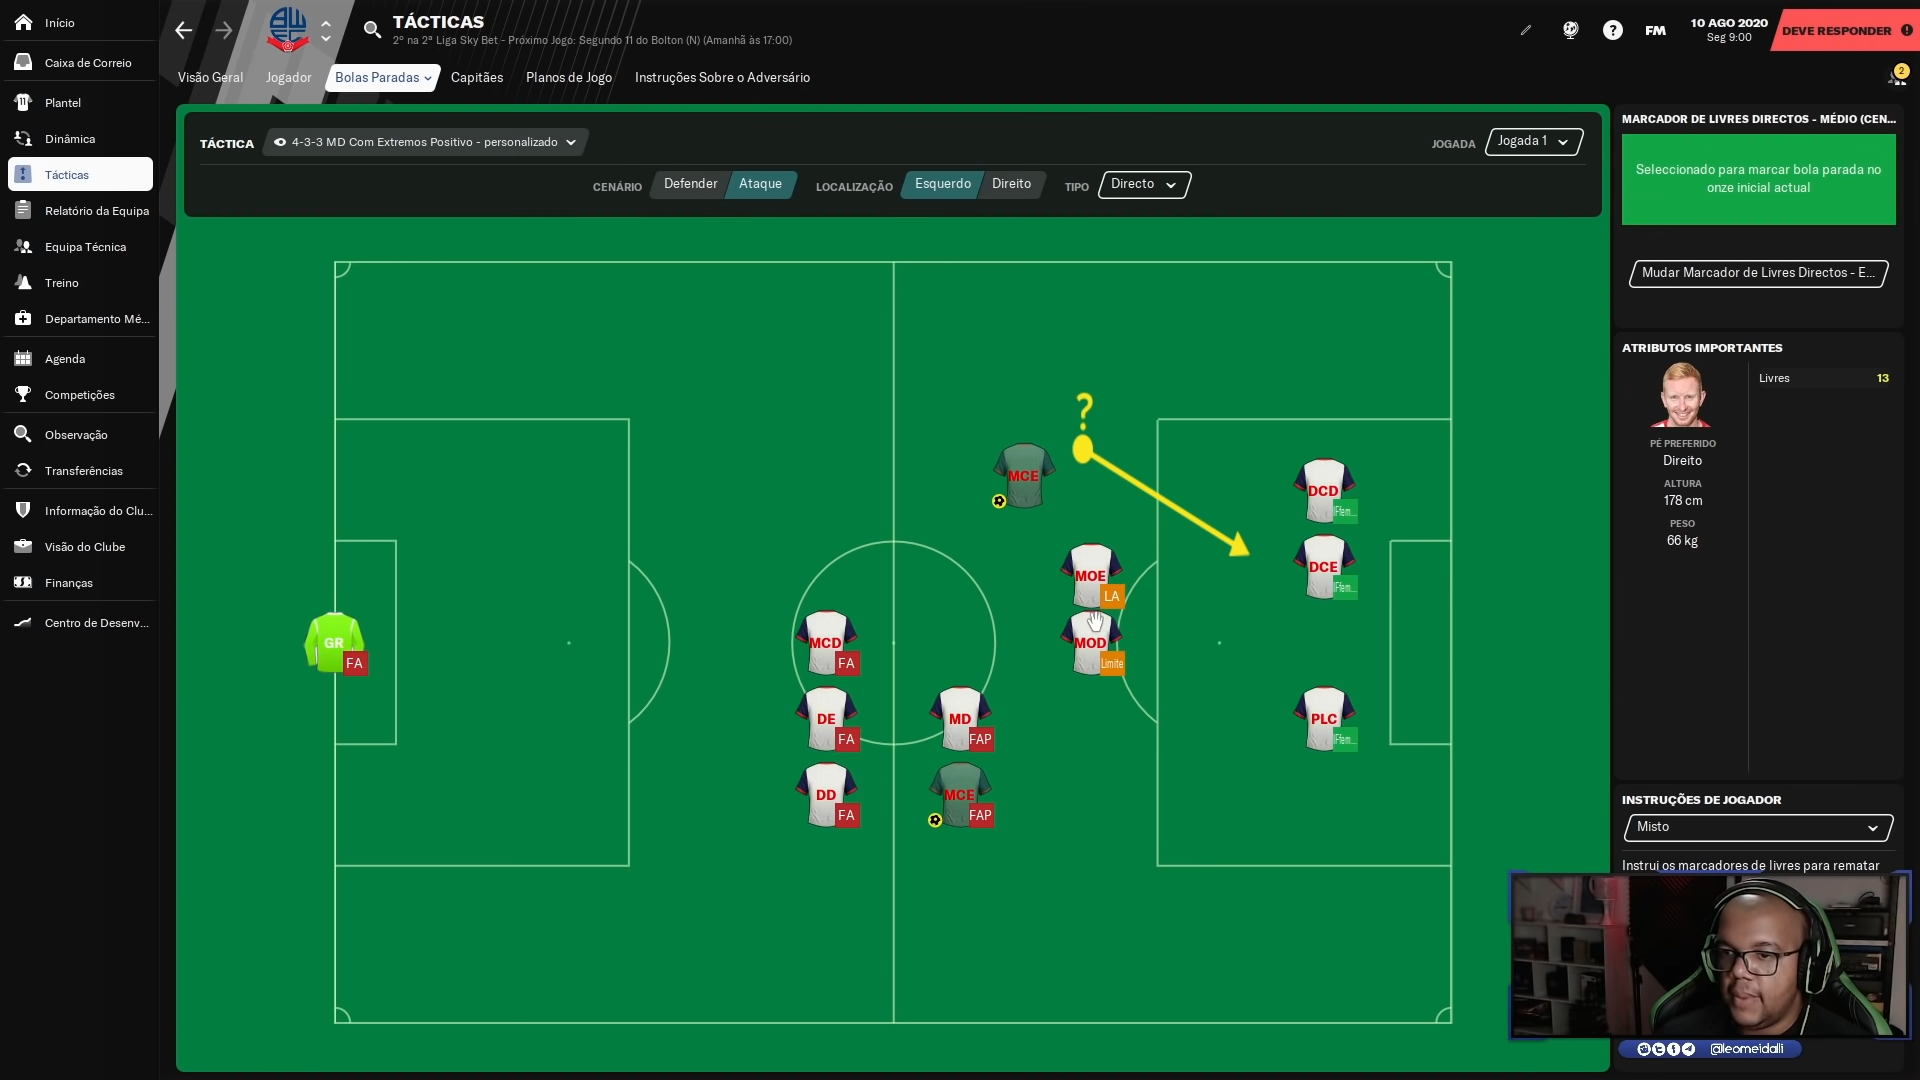 Início
Caixa de Correio
Plantel
Dinâmica
Tácticas
Relatório da Equipa
Equipa Técnica
Treino
Departamento Mé...
Agenda
Competições
Observação
Transferências
Informação do Clu...
Visão do Clube
Finanças
Centro de Desenv...
TÁCTICAS
2º na 2ª Liga Sky Bet - Próximo Jogo: Segundo 11 do Bolton (N) (Amanhã às 17:00)
FM
10 AGO 2020
Seg 9:00
DEVE RESPONDER
2
Visão Geral
Jogador
Bolas Paradas
Capitães
Planos de Jogo
Instruções Sobre o Adversário
TÁCTICA
4-3-3 MD Com Extremos Positivo - personalizado
JOGADA
Jogada 1
CENÁRIO
Defender
Ataque
LOCALIZAÇÃO
Esquerdo
Direito
TIPO
Directo
?
MCE
DCD
DCE
MOE
LA
MOD
Limite
GR
FA
MCD
FA
DE
FA
MD
FAP
PLC
DD
FA
MCE
FAP
MARCADOR DE LIVRES DIRECTOS - MÉDIO (CEN...
Seleccionado para marcar bola parada no
onze inicial actual
Mudar Marcador de Livres Directos - E...
ATRIBUTOS IMPORTANTES
Livres 13
PÉ PREFERIDO
Direito
ALTURA
178 cm
PESO
66 kg
INSTRUÇÕES DE JOGADOR
Misto
Instrui os marcadores de livres para rematar
@leomeidalli